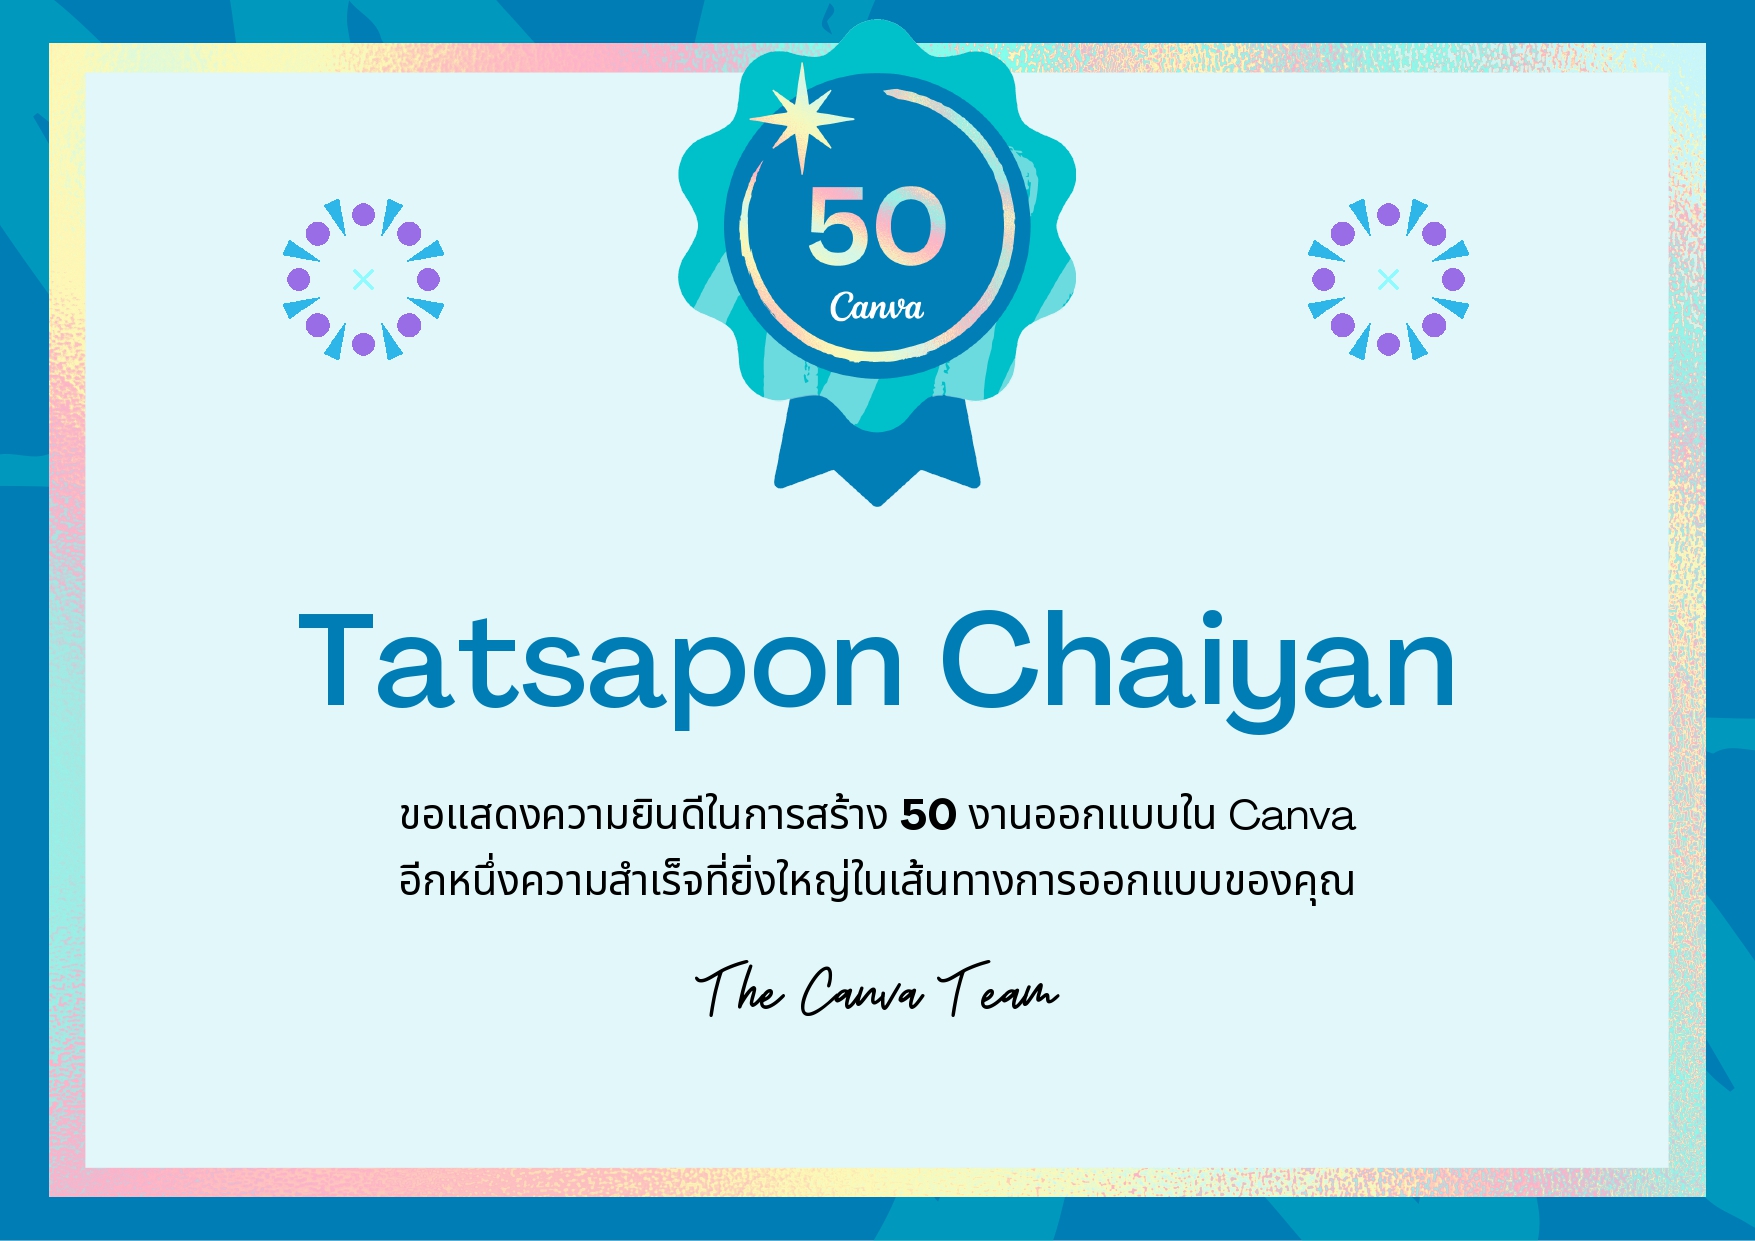 50
Canva
Tatsapon Chaiyan
ขอแสดงความยินดีในการสร้าง 50 งานออกแบบใน Canva
อีกหนึ่งความสำเร็จที่ยิ่งใหญ่ในเส้นทางการออกแบบของคุณ
The Canva Team